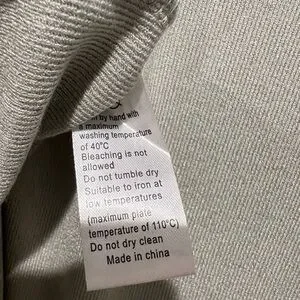 by hand with
a maximum
washing temperature
of 40°C
Bleaching is not
allowed
Do not tumble dry
Suitable to iron at
low temperatures
(maximum plate
temperature of 110°C)
Do not dry clean
Made in china